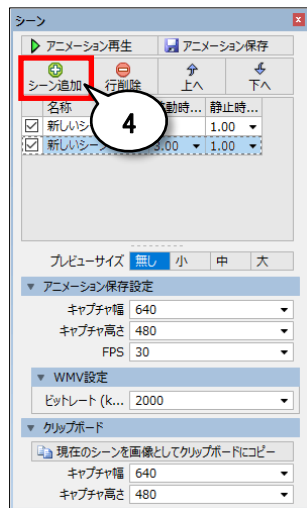 シーン
アニメーション再生 アニメーション保存
シーン追加 行削除 上へ 下へ
名称 動時... 静止時...
新しいシ 1.00
新しいシーン 3.00 1.00
4
プレビューサイズ 無し 小 中 大
アニメーション保存設定
キャプチャ幅 640
キャプチャ高さ 480
FPS 30
WMV設定
ビットレート (k... 2000
クリップボード
現在のシーンを画像としてクリップボードにコピー
キャプチャ幅 640
キャプチャ高さ 480